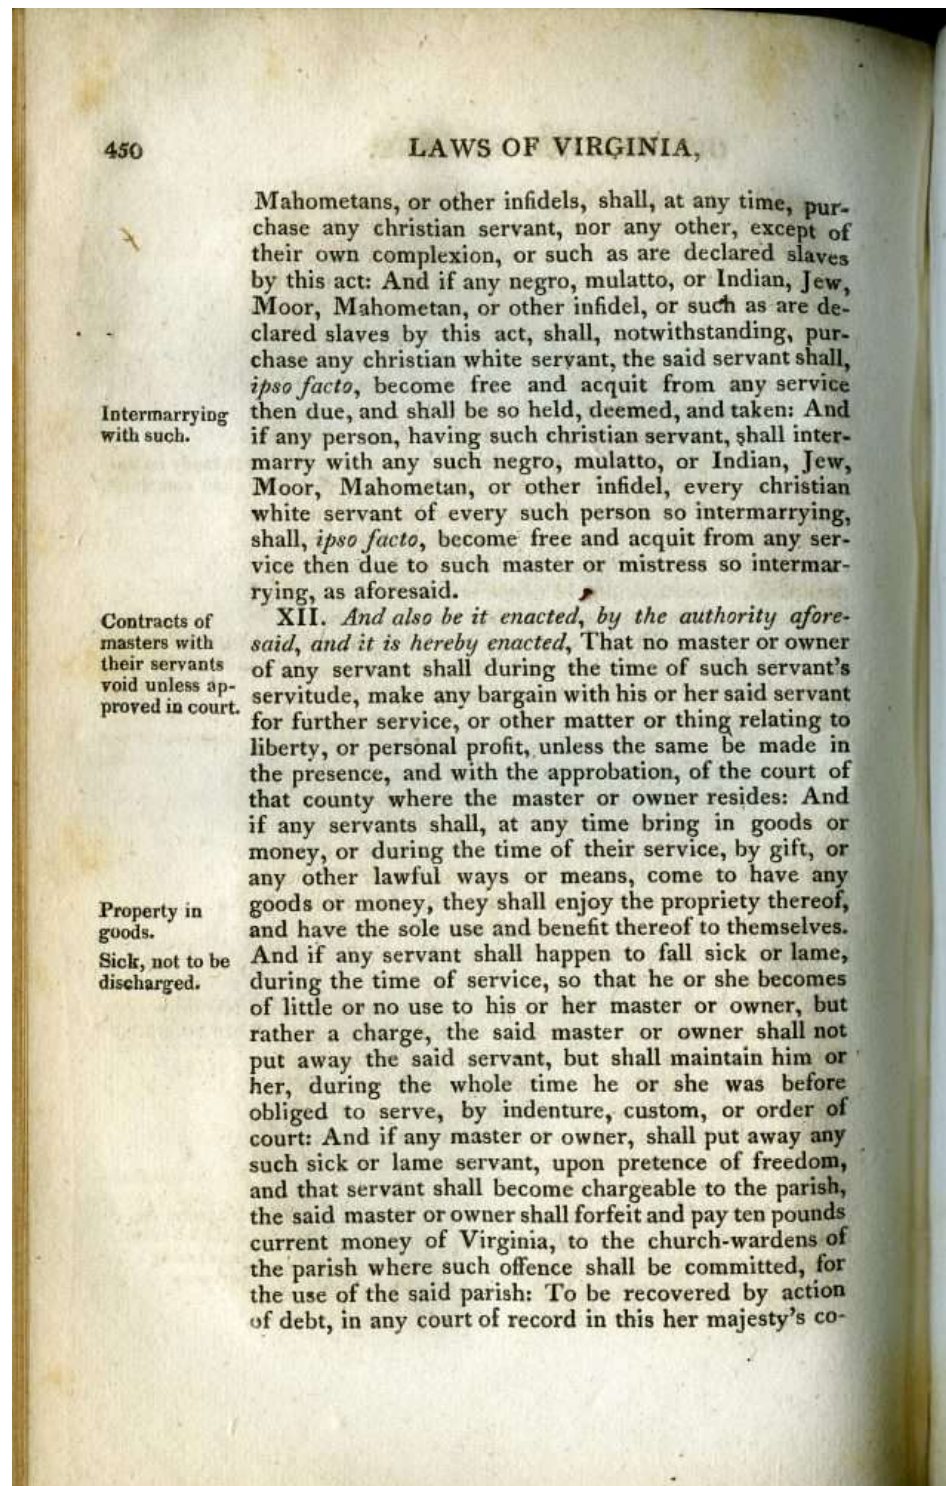 450
LAWS OF VIRGINIA,
Mahometans, or other infidels, shall, at any time, pur-
chase any christian servant, nor any other, except of
their own complexion, or such as are declared slaves
by this act: And if any negro, mulatto, or Indian, Jew,
Moor, Mahometan, or other infidel, or such as are de-
clared slaves by this act, shall, notwithstanding, pur-
chase any christian white servant, the said servant shall,
ipso facto, become free and acquit from any service
Intermarrying
with such.
then due, and shall be so held, deemed, and taken: And
if any person, having such christian servant, shall inter-
marry with any such negro, mulatto, or Indian, Jew,
Moor, Mahometan, or other infidel, every christian
white servant of every such person so intermarrying,
shall, ipso facto, become free and acquit from any ser-
vice then due to such master or mistress so intermar-
rying, as aforesaid.
Contracts of
masters with
their servants
void unless ap-
proved in court.
XII. And also be it enacted, by the authority afore-
said, and it is hereby enacted, That no master or owner
of any servant shall during the time of such servant's
servitude, make any bargain with his or her said servant
for further service, or other matter or thing relating to
liberty, or personal profit, unless the same be made in
the presence, and with the approbation, of the court of
that county where the master or owner resides: And
if any servants shall, at any time bring in goods or
money, or during the time of their service, by gift, or
any other lawful ways or means, come to have any
Property in
goods.
goods or money, they shall enjoy the propriety thereof,
and have the sole use and benefit thereof to themselves.
Sick, not to be
discharged.
And if any servant shall happen to fall sick or lame,
during the time of service, so that he or she becomes
of little or no use to his or her master or owner, but
rather a charge, the said master or owner shall not
put away the said servant, but shall maintain him or
her, during the whole time he or she was before
obliged to serve, by indenture, custom, or order of
court: And if any master or owner, shall put away any
such sick or lame servant, upon pretence of freedom,
and that servant shall become chargeable to the parish,
the said master or owner shall forfeit and pay ten pounds
current money of Virginia, to the church-wardens of
the parish where such offence shall be committed, for
the use of the said parish: To be recovered by action
of debt, in any court of record in this her majesty's co-